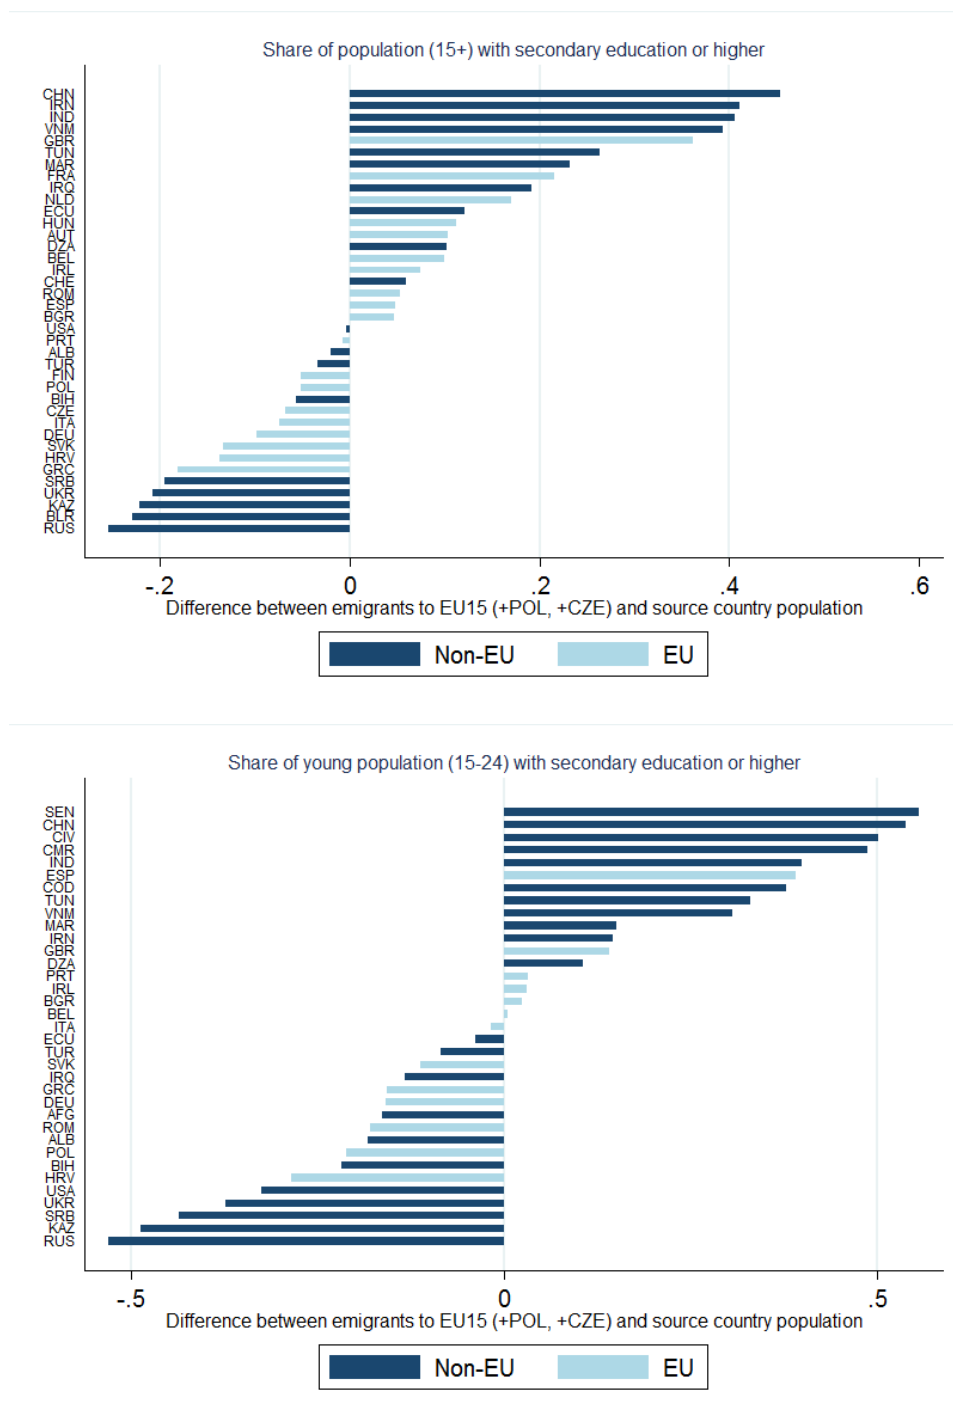 Share of population (15+) with secondary education or higher
CHN
IRN
IND
VNM
GBR
TUN
MAR
FRA
IRQ
NLD
ECU
HUN
AUT
DZA
BEL
IRL
CHE
ROM
ESP
BGR
USA
PRT
ALB
TUR
FIN
POL
BIH
CZE
ITA
DEU
SVK
HRV
GRC
SRB
UKR
KAZ
BLR
RUS
-.2 0 .2 .4 .6
Difference between emigrants to EU15 (+POL, +CZE) and source country population
Non-EU EU
Share of young population (15-24) with secondary education or higher
SEN
CHN
CIV
CMR
IND
ESP
COD
TUN
VNM
MAR
IRN
GBR
DZA
PRT
IRL
BGR
BEL
ITA
ECU
TUR
SVK
IRQ
GRC
DEU
AFG
ROM
ALB
POL
BIH
HRV
USA
UKR
SRB
KAZ
RUS
-.5 0 .5
Difference between emigrants to EU15 (+POL, +CZE) and source country population
Non-EU EU